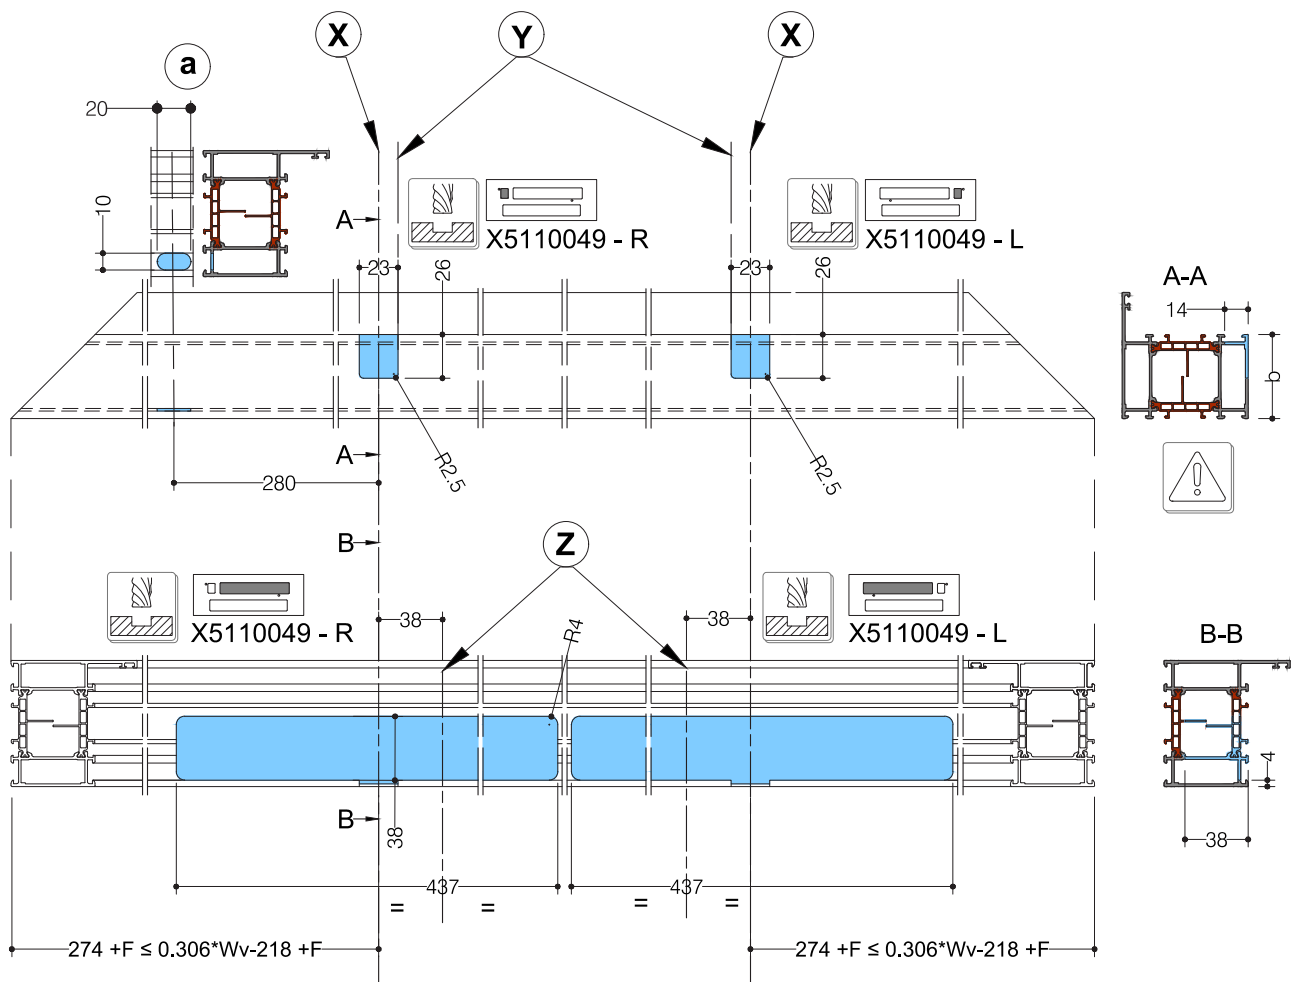 X
Y
X
a
20
10
A
X5110049 - R
X5110049 - L
23
26
23
26
A-A
14
b
A
R2.5
R2.5
280
B
Z
X5110049 - R
38
R4
38
X5110049 - L
B-B
4
B
38
38
437
437
= =
= =
274 +F ≤ 0.306*Wv-218 +F
274 +F ≤ 0.306*Wv-218 +F